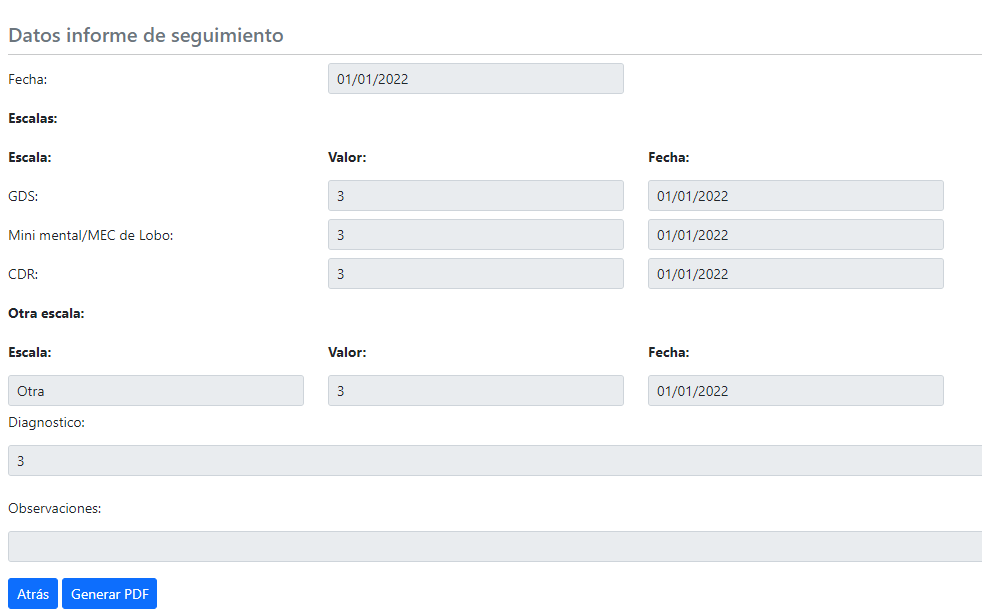 Datos informe de seguimiento
Fecha: 01/01/2022
Escalas:
Escala: Valor: Fecha:
GDS: 3 01/01/2022
Mini mental/MEC de Lobo: 3 01/01/2022
CDR: 3 01/01/2022
Otra escala:
Escala: Valor: Fecha:
Otra 3 01/01/2022
Diagnostico:
3
Observaciones:
Atrás Generar PDF